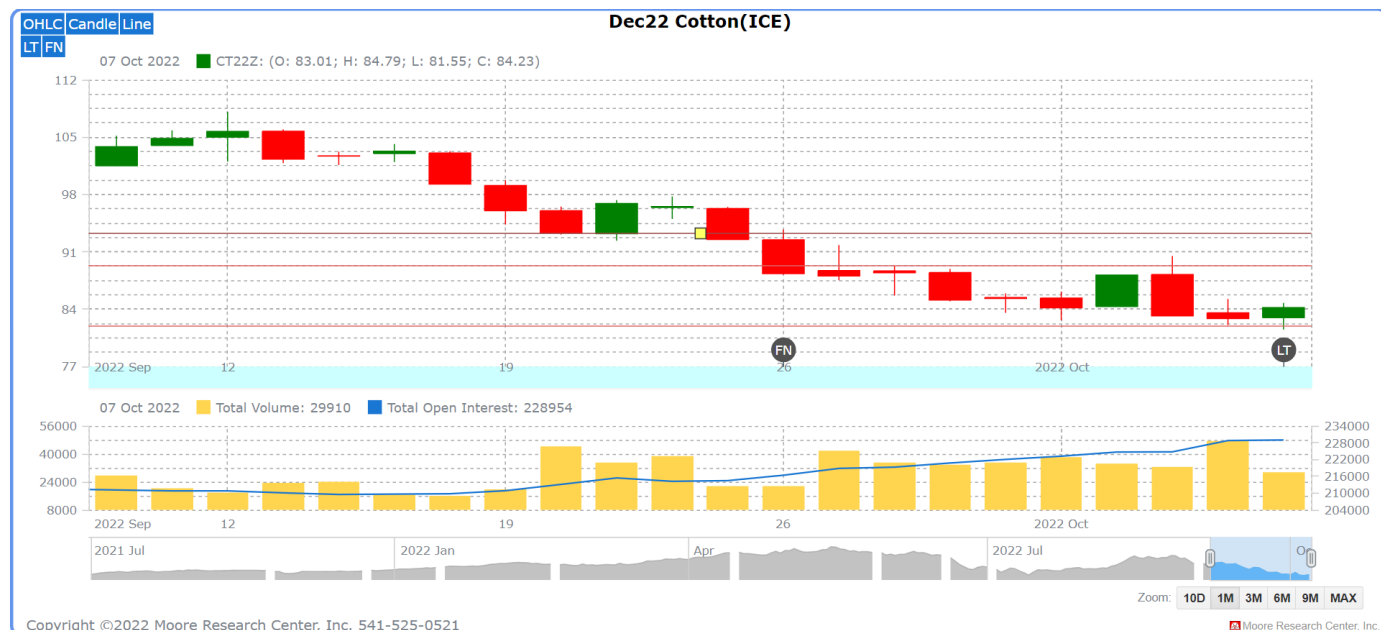 OHLC Candle Line
Dec22 Cotton(ICE)
LT FN
07 Oct 2022 CT22Z: (O: 83.01; H: 84.79; L: 81.55; C: 84.23)
112
105
98
91
84
77
FN
LT
2022 Sep 12 19 26 2022 Oct
07 Oct 2022 Total Volume: 29910 Total Open Interest: 228954
56000 234000
228000
40000 222000
24000 216000
210000
8000 204000
2022 Sep 12 19 26 2022 Oct
2021 Jul 2022 Jan Apr 2022 Jul
Zoom: 10D 1M 3M 6M 9M MAX
Copyright ©2022 Moore Research Center, Inc. 541-525-0521
Moore Research Center, Inc.